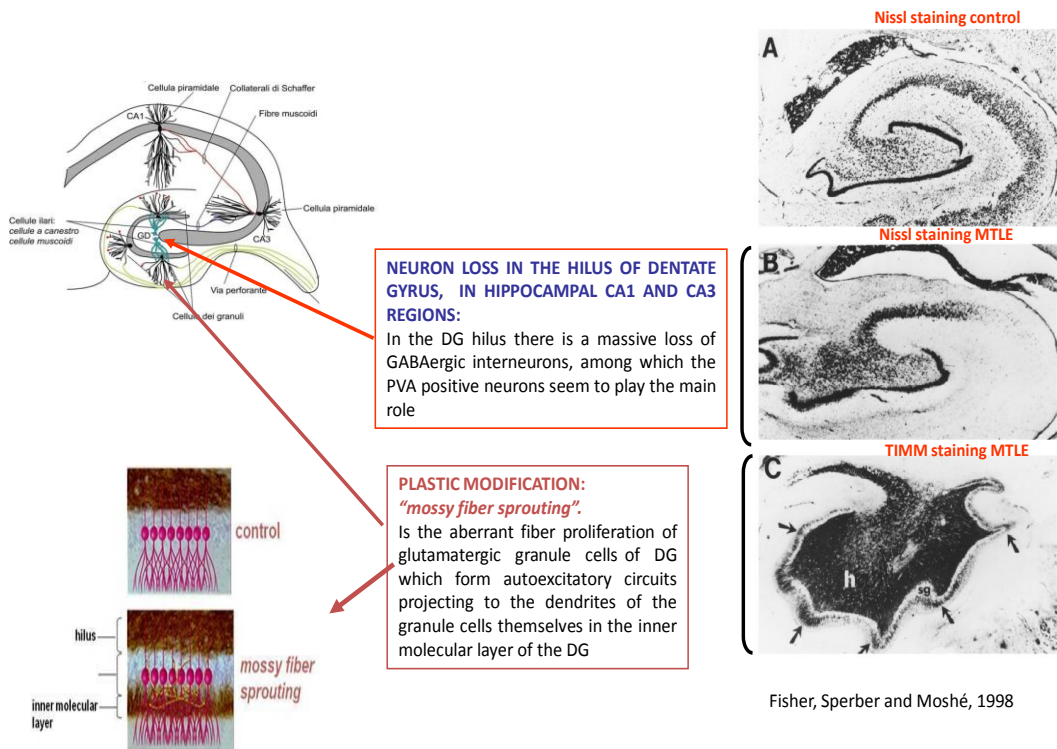 Nissl staining control
A
Cellula piramidale
Collaterali di Schaffer
Fibre muscoidi
CA1
Cellula piramidale
Cellule ilari:
cellule a canestro
cellule muscoidi
GD
CA3
Via perforante
Cellule dei granuli
NEURON LOSS IN THE HILUS OF DENTATE
GYRUS, IN HIPPOCAMPAL CA1 AND CA3
REGIONS:
In the DG hilus there is a massive loss of
GABAergic interneurons, among which the
PVA positive neurons seem to play the main
role
Nissl staining MTLE
B
TIMM staining MTLE
C
h
sg
PLASTIC MODIFICATION:
"mossy fiber sprouting".
Is the aberrant fiber proliferation of
glutamatergic granule cells of DG
which form autoexcitatory circuits
projecting to the dendrites of the
granule cells themselves in the inner
molecular layer of the DG
control
hilus
mossy fiber
sprouting
inner molecular
layer
Fisher, Sperber and Moshé, 1998